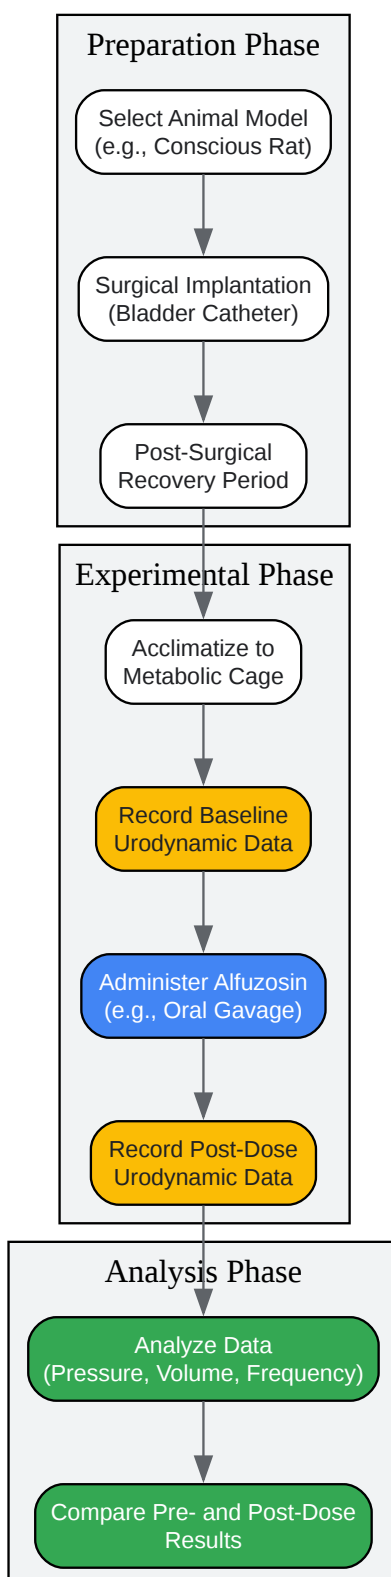 Preparation Phase
Select Animal Model
(e.g., Conscious Rat)
Surgical Implantation
(Bladder Catheter)
Post-Surgical
Recovery Period
Experimental Phase
Acclimatize to
Metabolic Cage
Record Baseline
Urodynamic Data
Administer Alfuzosin
(e.g., Oral Gavage)
Record Post-Dose
Urodynamic Data
Analysis Phase
Analyze Data
(Pressure, Volume, Frequency)
Compare Pre- and Post-Dose
Results